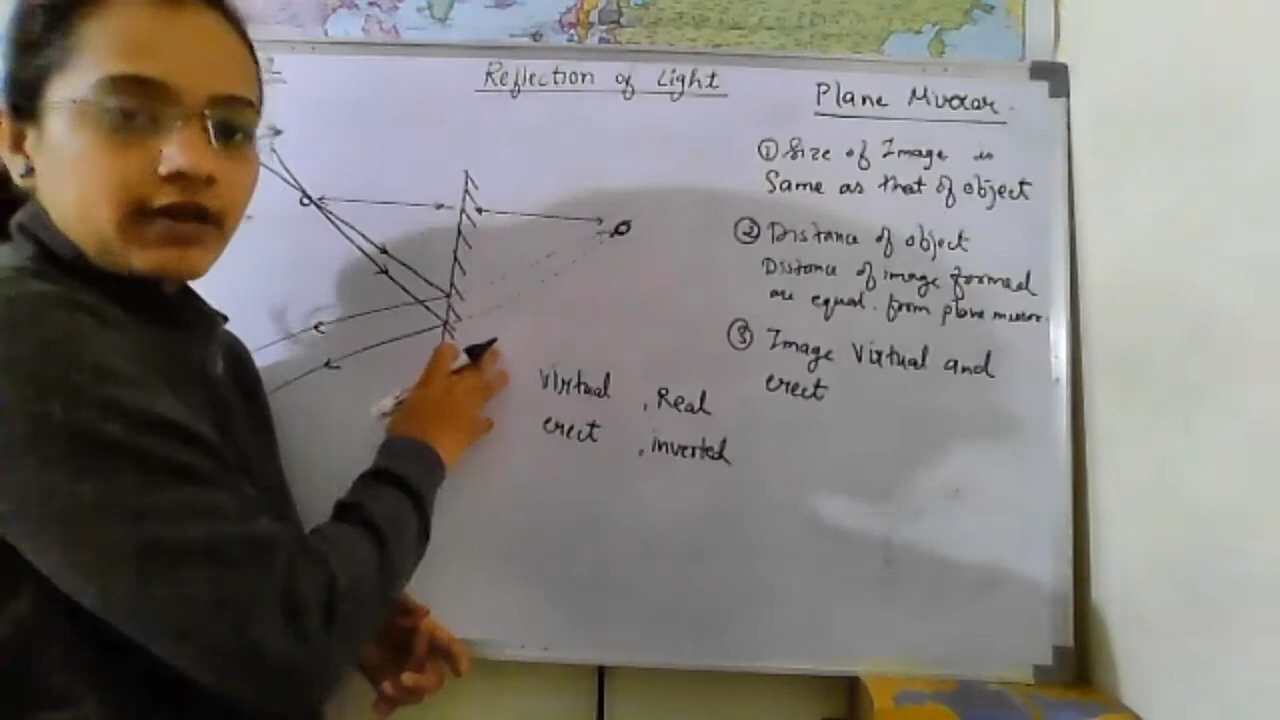 Reflection of Light
Plane Mirror.
① Size of Image is
Same as that of object
② Distance of object
Distance of image formed
are equal. from plane mirror.
③ Image Virtual and
erect
Virtual , Real
erect , inverted